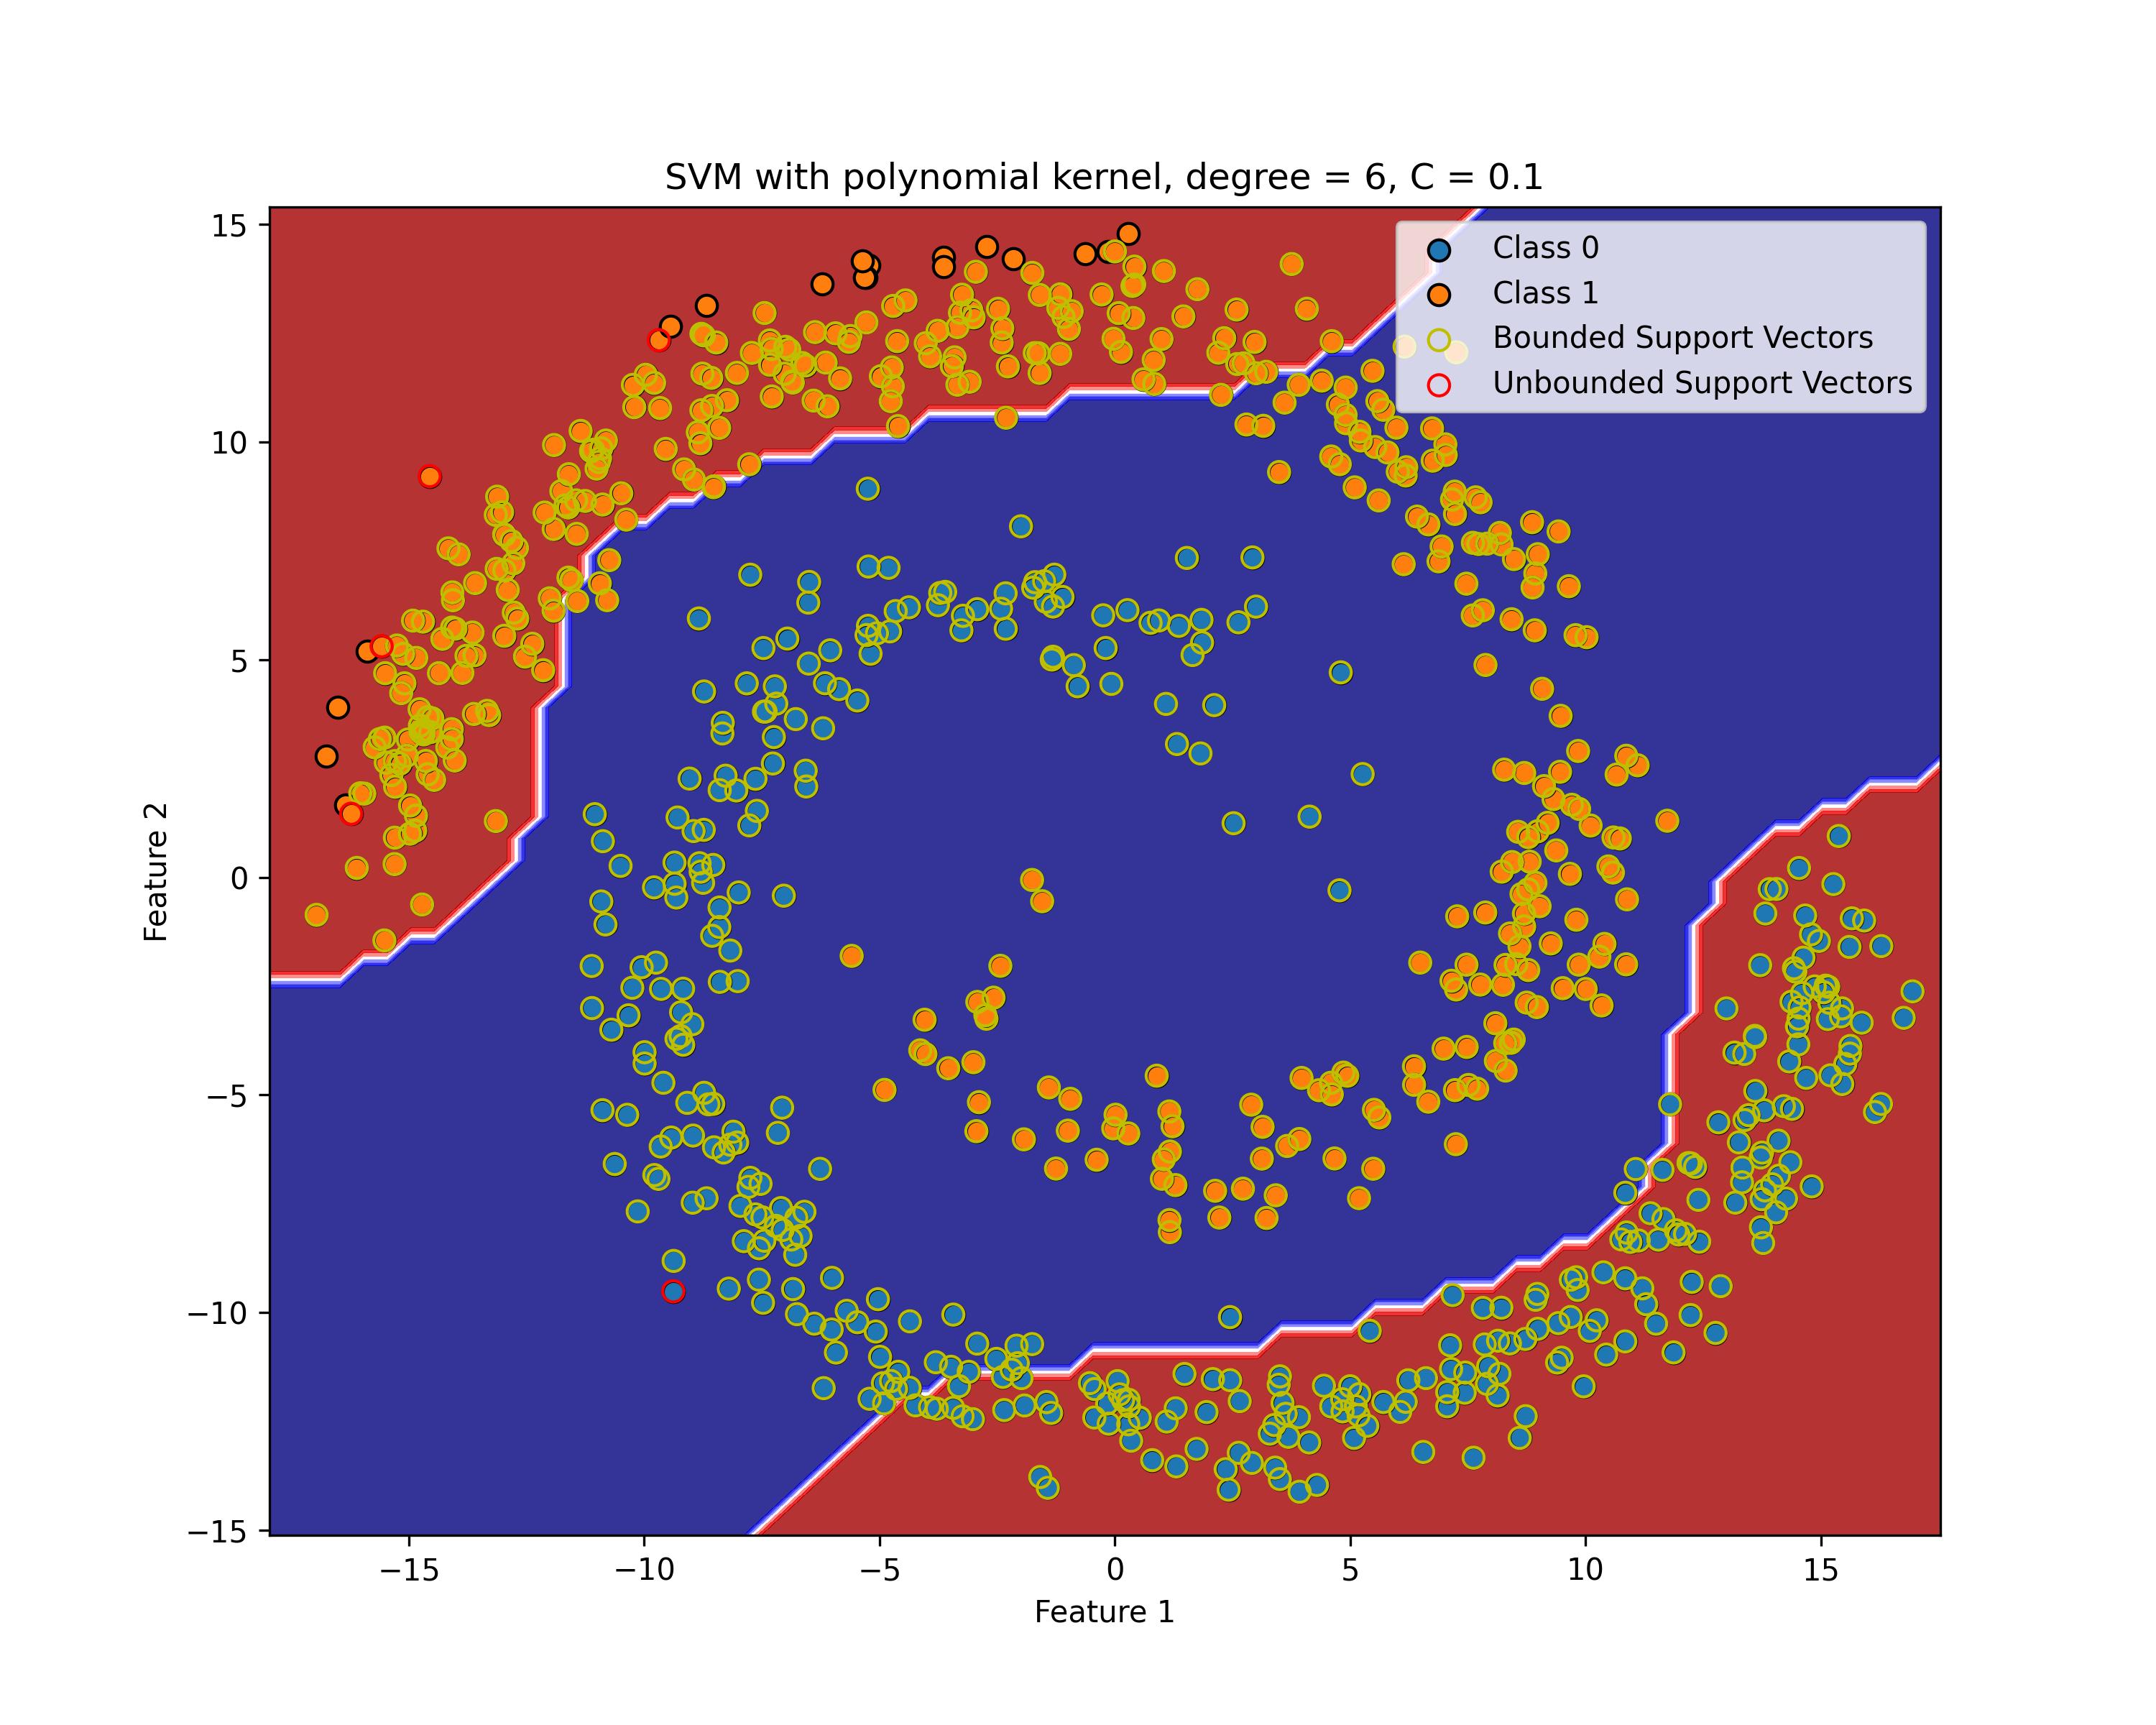 SVM with polynomial kernel, degree = 6, C = 0.1
Class 0
Class 1
Bounded Support Vectors
Unbounded Support Vectors
15
10
5
0
−5
−10
−15
Feature 2
−15
−10
−5
0
5
10
15
Feature 1